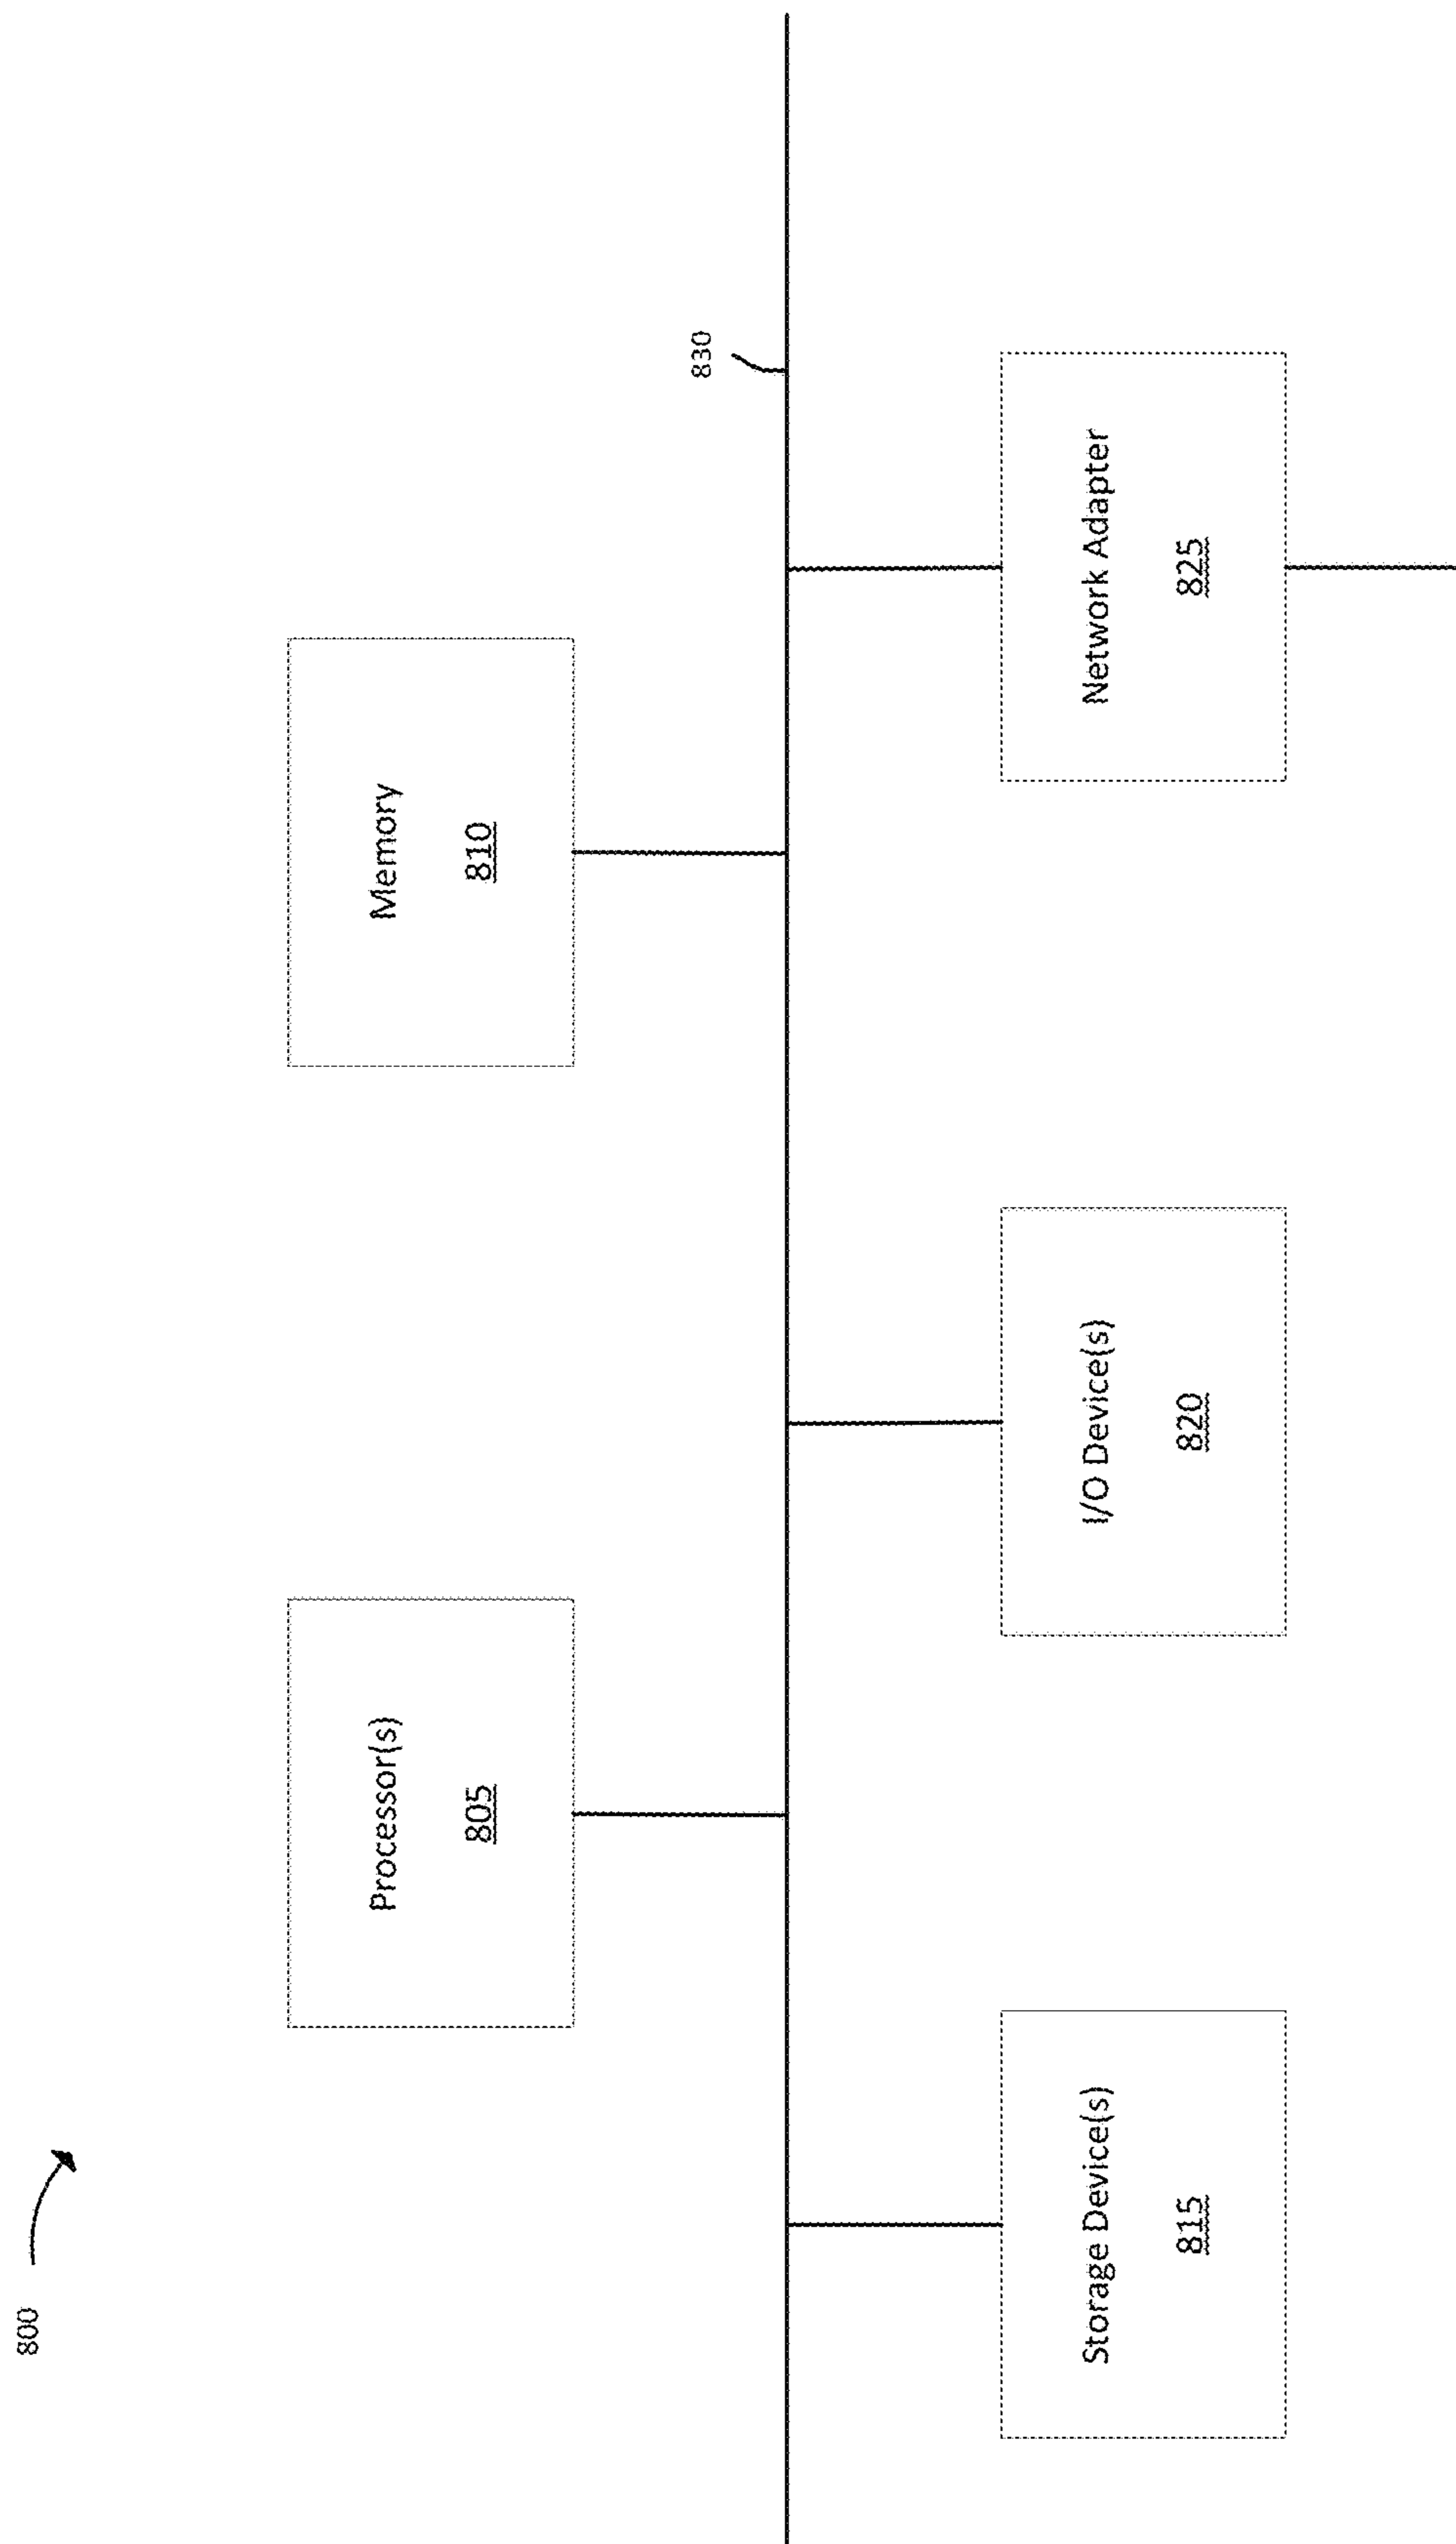 800
Processor(s)
805
Memory
810
830
Storage Device(s)
815
I/O Device(s)
820
Network Adapter
825